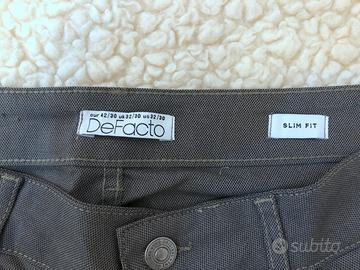 eur 42/30 uk 32/30 us 32/30
DeFacto
SLIM FIT
subito